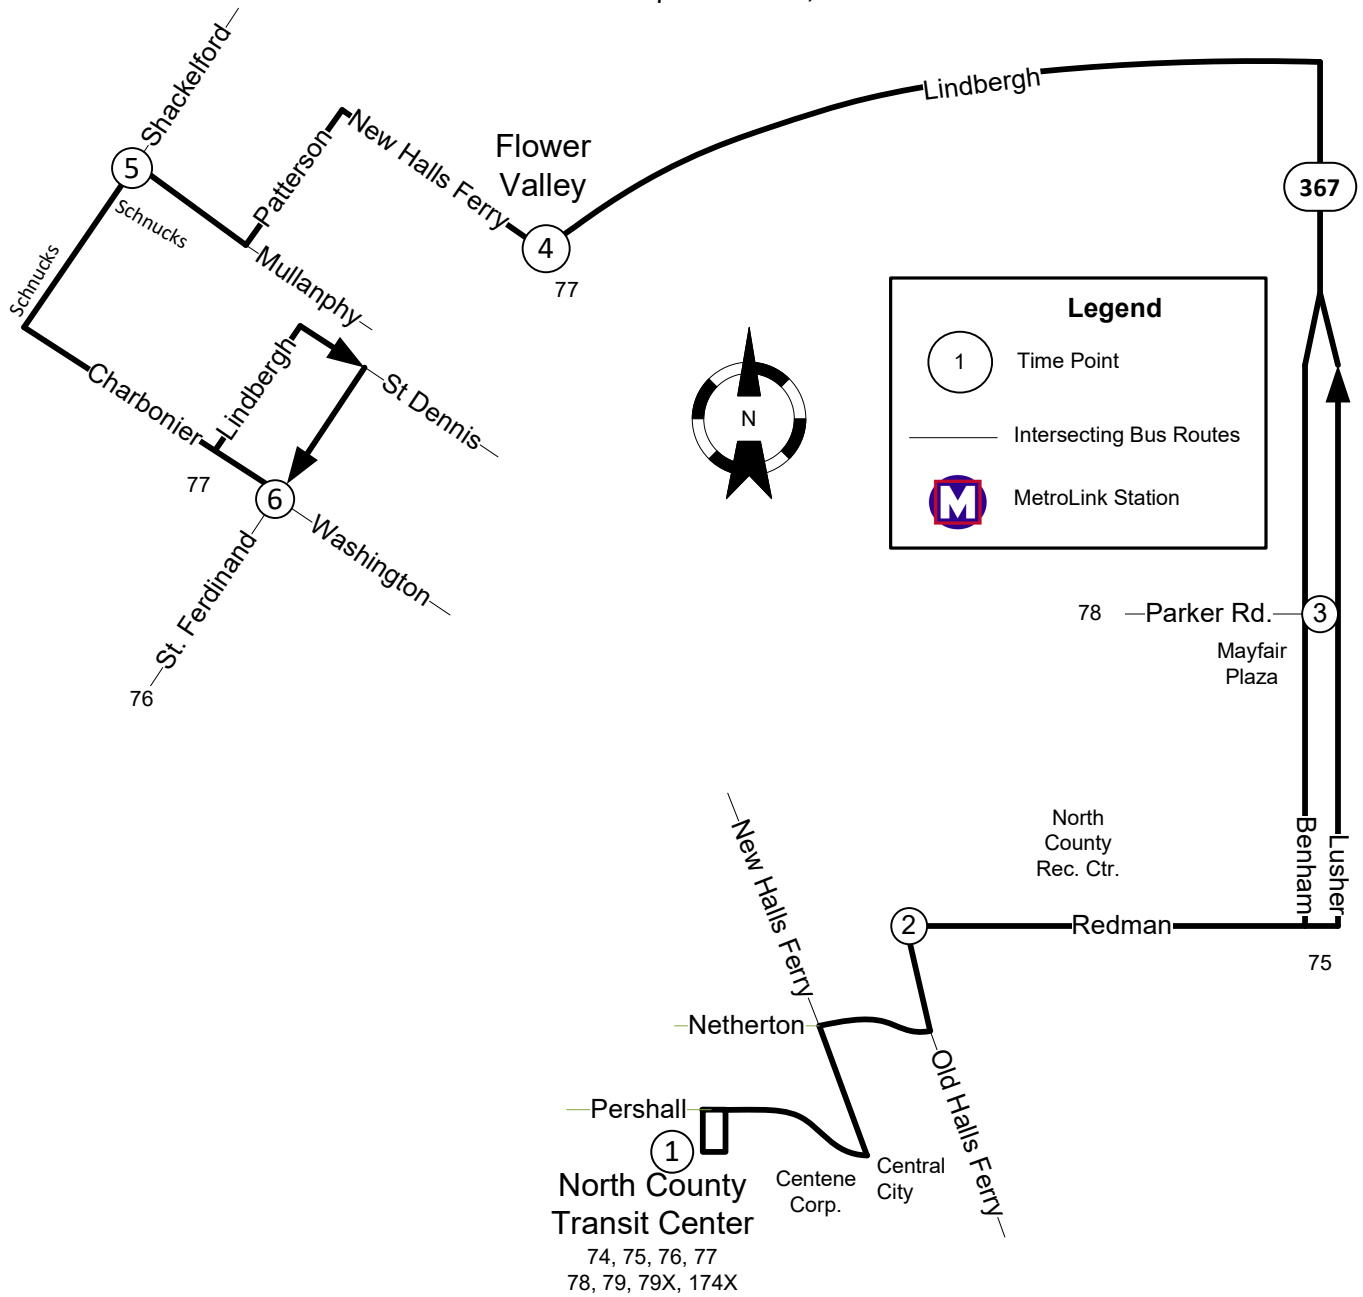 Shackelford
Lindbergh
5
Patterson
New Halls Ferry
Flower
Valley
367
Schnucks
4
Schnucks
Mullanphy
77
Legend
1
Time Point
Intersecting Bus Routes
M
MetroLink Station
Lindbergh
Charbonier
St Dennis
N
77
6
Washington
St. Ferdinand
76
78
Parker Rd.
3
Mayfair
Plaza
New Halls Ferry
North
County
Rec. Ctr.
Benham
Lusher
2
Redman
75
Netherton
Old Halls Ferry
Pershall
1
Centene
Corp.
Central
City
North County
Transit Center
74, 75, 76, 77
78, 79, 79X, 174X